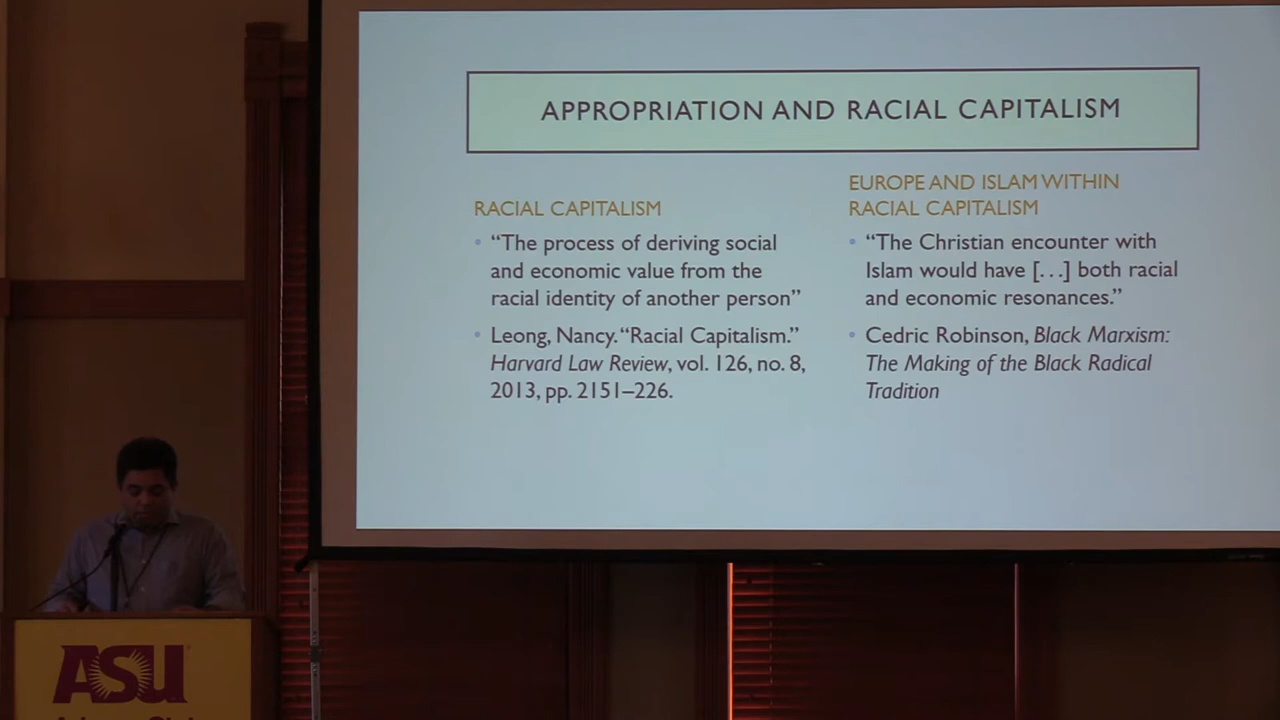 APPROPRIATION AND RACIAL CAPITALISM
RACIAL CAPITALISM
• “The process of deriving social
and economic value from the
racial identity of another person”
• Leong, Nancy. “Racial Capitalism.”
Harvard Law Review, vol. 126, no. 8,
2013, pp. 2151–226.
EUROPE AND ISLAM WITHIN
RACIAL CAPITALISM
• “The Christian encounter with
Islam would have [. . .] both racial
and economic resonances.”
• Cedric Robinson, Black Marxism:
The Making of the Black Radical
Tradition
ASU